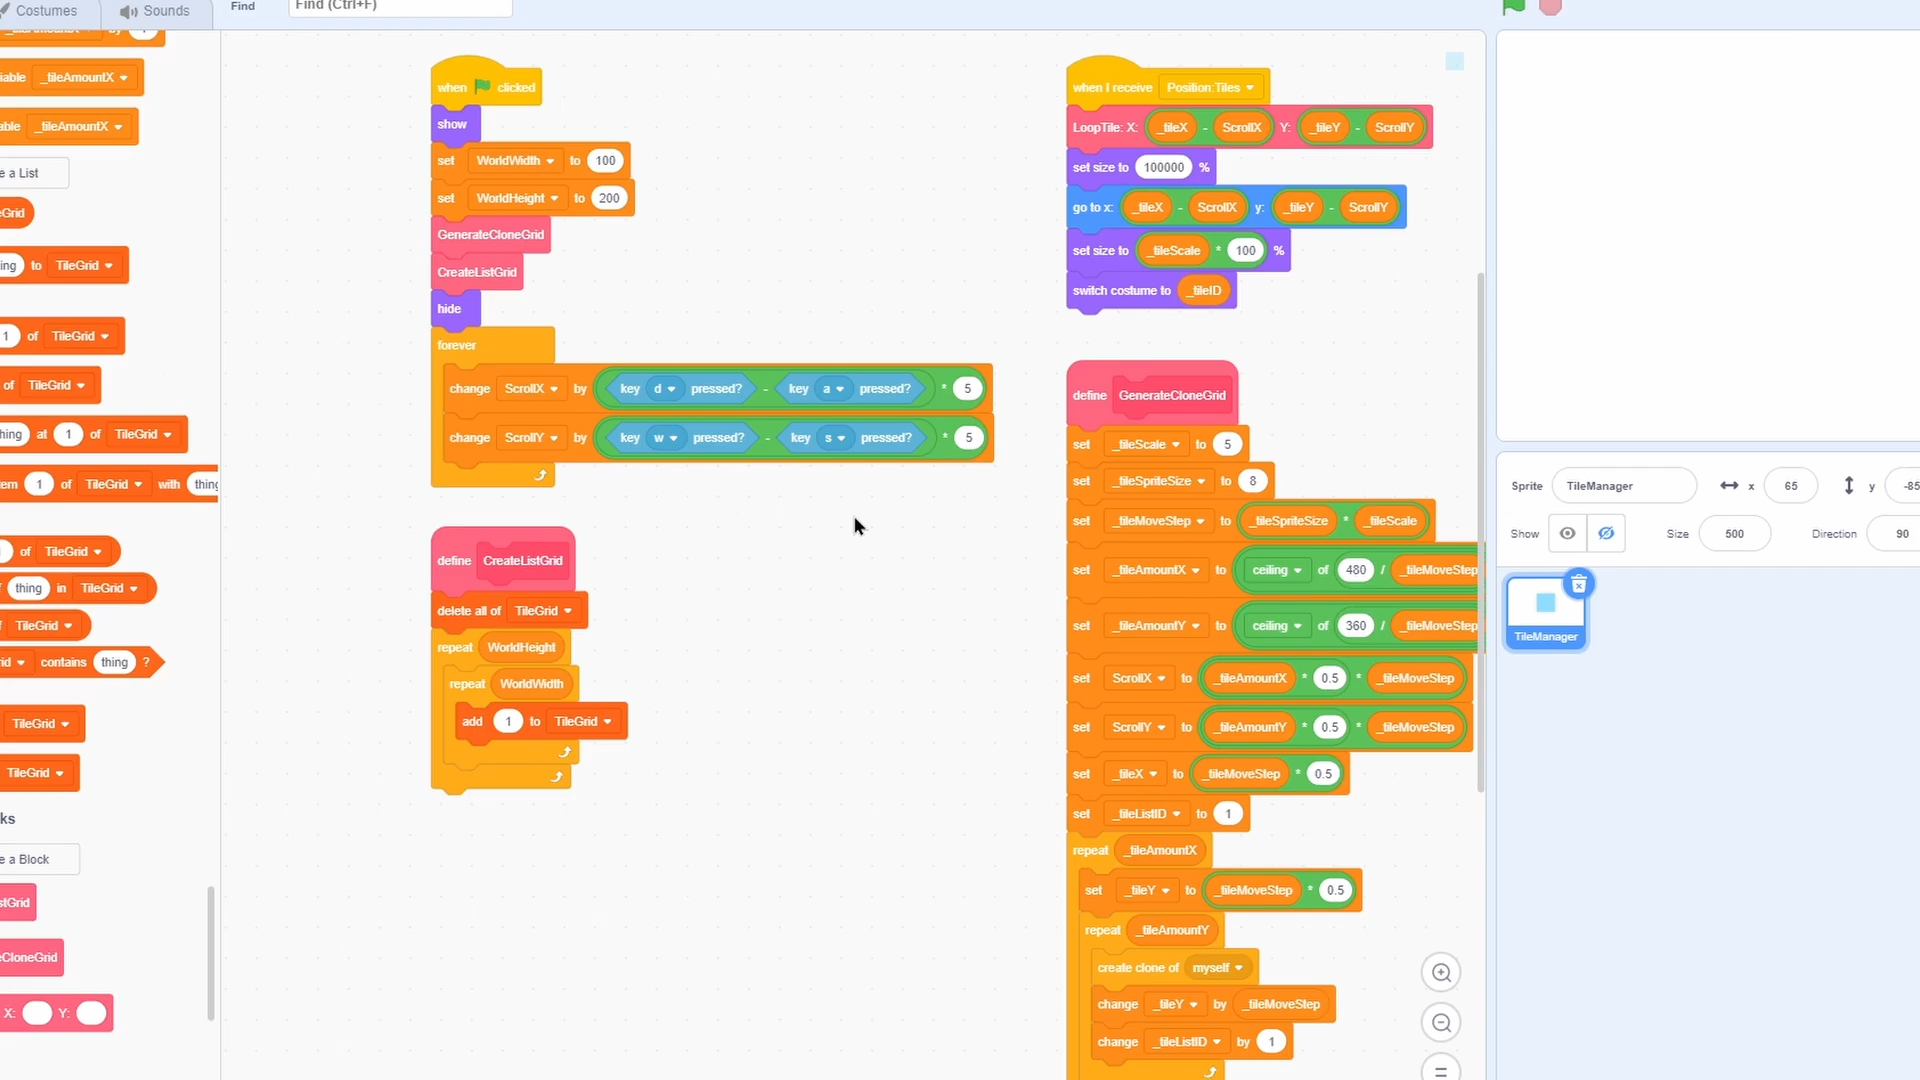 Costumes
Sounds
Find
Find (Ctrl+F)
_tileAmountX
_tileAmountX
a List
Grid
to TileGrid
1 of TileGrid
of TileGrid
at 1 of TileGrid
1 of TileGrid with
of TileGrid
thing in TileGrid
TileGrid
contains thing ?
TileGrid
TileGrid
a Block
CloneGrid
X: Y:
when clicked
show
set WorldWidth to 100
set WorldHeight to 200
GenerateCloneGrid
CreateListGrid
hide
forever
change ScrollX by key d pressed? - key a pressed? * 5
change ScrollY by key w pressed? - key s pressed? * 5
define CreateListGrid
delete all of TileGrid
repeat WorldHeight
repeat WorldWidth
add 1 to TileGrid
when I receive Position:Tiles
LoopTile: X: _tileX - ScrollX Y: _tileY - ScrollY
set size to 100000 %
go to x: _tileX - ScrollX y: _tileY - ScrollY
set size to _tileScale * 100 %
switch costume to _tileID
define GenerateCloneGrid
set _tileScale to 5
set _tileSpriteSize to 8
set _tileMoveStep to _tileSpriteSize * _tileScale
set _tileAmountX to ceiling of 480 / _tileMoveStep
set _tileAmountY to ceiling of 360 / _tileMoveStep
set ScrollX to _tileAmountX * 0.5 * _tileMoveStep
set ScrollY to _tileAmountY * 0.5 * _tileMoveStep
set _tileX to _tileMoveStep * 0.5
set _tileListID to 1
repeat _tileAmountX
set _tileY to _tileMoveStep * 0.5
repeat _tileAmountY
create clone of myself
change _tileY by _tileMoveStep
change _tileListID by 1
Sprite TileManager x 65 y -85
Show Size 500 Direction 90
TileManager